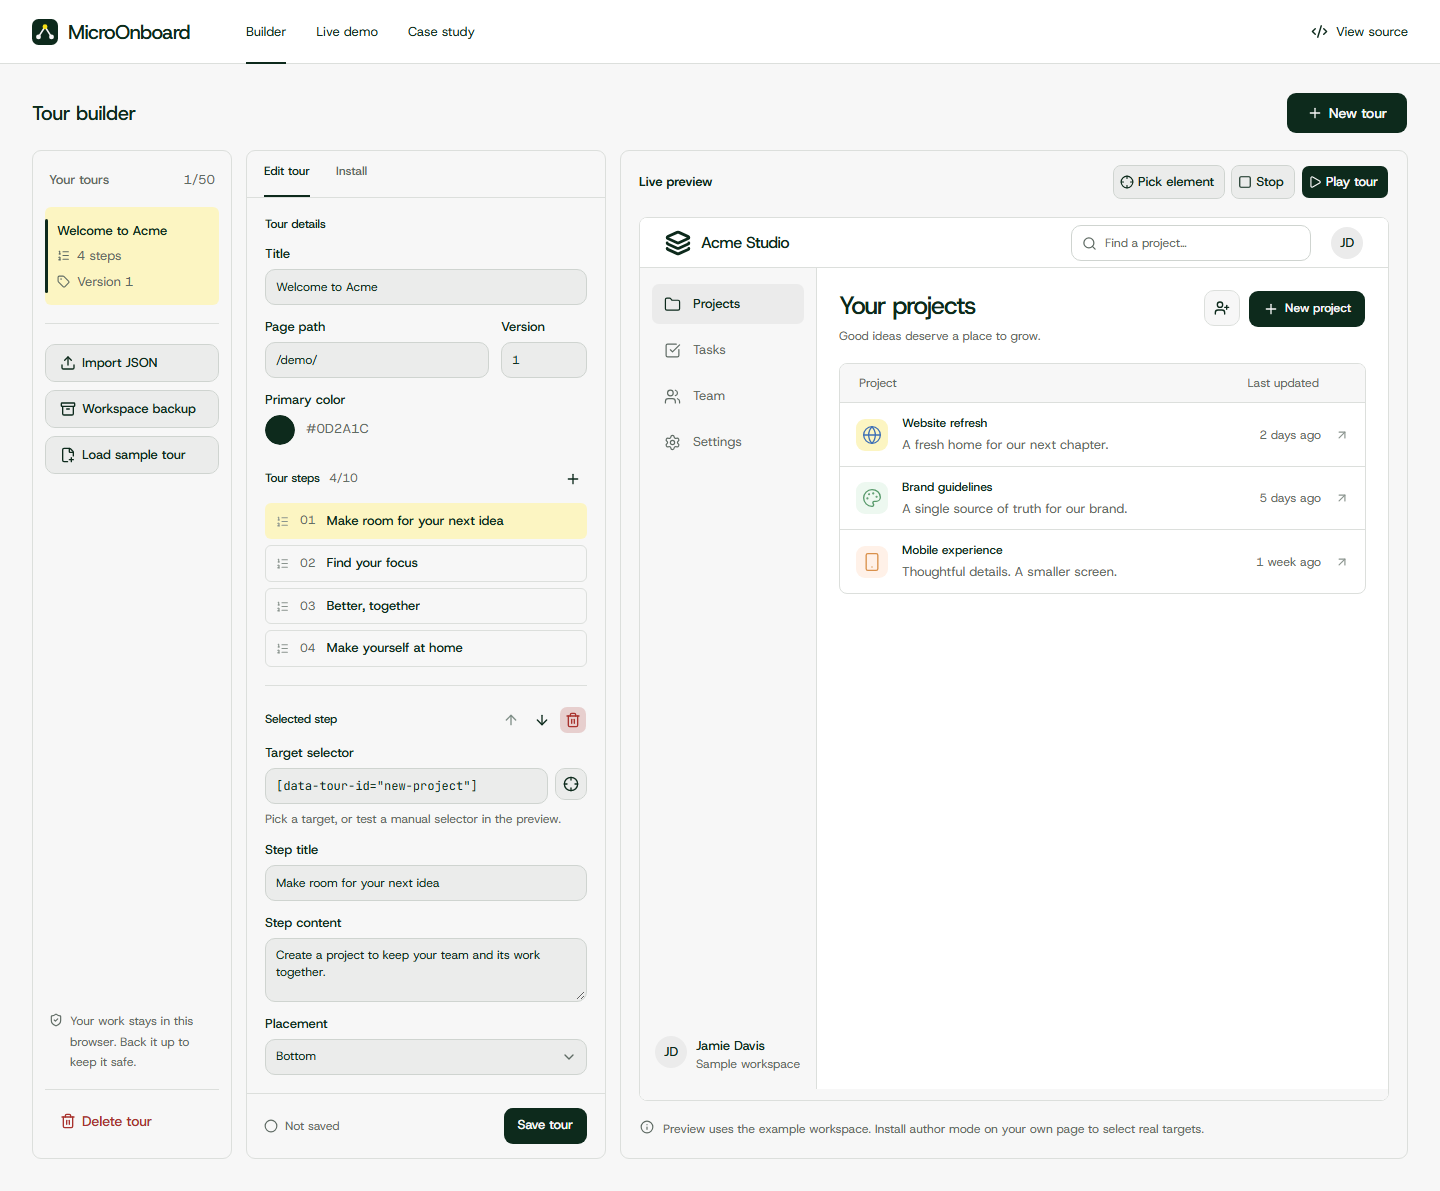 MicroOnboard
Builder
Live demo
Case study
View source
Tour builder
New tour
Your tours 1/50
Welcome to Acme
4 steps
Version 1
Import JSON
Workspace backup
Load sample tour
Your work stays in this
browser. Back it up to
keep it safe.
Delete tour
Edit tour
Install
Tour details
Title
Welcome to Acme
Page path
Version
/demo/
1
Primary color
#0D2A1C
Tour steps 4/10
01 Make room for your next idea
02 Find your focus
03 Better, together
04 Make yourself at home
Selected step
Target selector
[data-tour-id="new-project"]
Pick a target, or test a manual selector in the preview.
Step title
Make room for your next idea
Step content
Create a project to keep your team and its work
together.
Placement
Bottom
Not saved
Save tour
Live preview
Pick element
Stop
Play tour
Acme Studio
Find a project…
JD
Projects
Tasks
Team
Settings
Your projects
Good ideas deserve a place to grow.
New project
Project
Last updated
Website refresh
A fresh home for our next chapter.
2 days ago
Brand guidelines
A single source of truth for our brand.
5 days ago
Mobile experience
Thoughtful details. A smaller screen.
1 week ago
JD
Jamie Davis
Sample workspace
Preview uses the example workspace. Install author mode on your own page to select real targets.